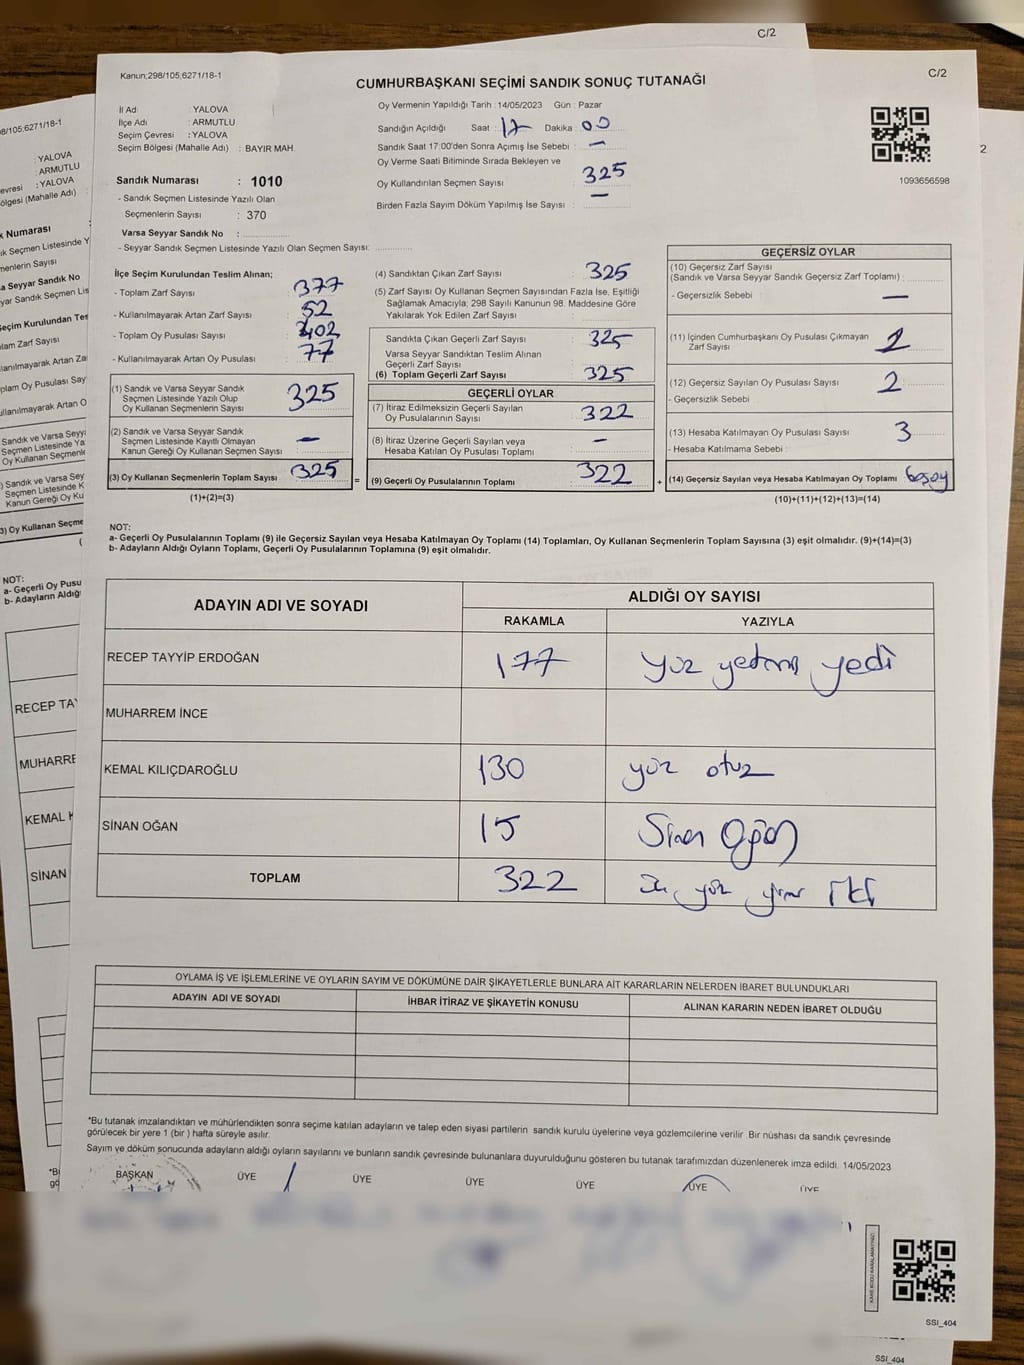 C/2
Kanun;298/105,6271/18-1
CUMHURBAŞKANI SEÇİMİ SANDIK SONUÇ TUTANAĞI
C/2
İl Adı : YALOVA
İlçe Adı : ARMUTLU
Seçim Çevresi : YALOVA
Seçim Bölgesi (Mahalle Adı) : BAYIR MAH.
Oy Vermenin Yapıldığı Tarih : 14/05/2023 Gün : Pazar
Sandığın Açıldığı Saat : 17 Dakika : 00
Sandık Saat 17:00'den Sonra Açımış İse Sebebi : —
Oy Verme Saati Bitiminde Sırada Bekleyen ve
Oy Kullandırılan Seçmen Sayısı : 325
Birden Fazla Sayım Döküm Yapılmış İse Sayısı : —
1093656598
Sandık Numarası : 1010
- Sandık Seçmen Listesinde Yazılı Olan
Seçmenlerin Sayısı : 370
Varsa Seyyar Sandık No :
- Seyyar Sandık Seçmen Listesinde Yazılı Olan Seçmen Sayısı:
İlçe Seçim Kurulundan Teslim Alınan;
- Toplam Zarf Sayısı : 377
- Kullanılmayarak Artan Zarf Sayısı : 52
- Toplam Oy Pusulası Sayısı : 402
- Kullanılmayarak Artan Oy Pusulası : 77
(1) Sandık ve Varsa Seyyar Sandık
Seçmen Listesinde Yazılı Olup
Oy Kullanan Seçmenlerin Sayısı : 325
(2) Sandık ve Varsa Seyyar Sandık
Seçmen Listesinde Kayıtlı Olmayan
Kanun Gereği Oy Kullanan Seçmen Sayısı : —
(3) Oy Kullanan Seçmenlerin Toplam Sayısı : 325
(1)+(2)=(3)
(4) Sandıktan Çıkan Zarf Sayısı : 325
(5) Zarf Sayısı Oy Kullanan Seçmen Sayısından Fazla İse, Eşitliği
Sağlamak Amacıyla; 298 Sayılı Kanunun 98. Maddesine Göre
Yakılarak Yok Edilen Zarf Sayısı :
Sandıkta Çıkan Geçerli Zarf Sayısı : 325
Varsa Seyyar Sandıktan Teslim Alınan
Geçerli Zarf Sayısı :
(6) Toplam Geçerli Zarf Sayısı : 325
GEÇERLİ OYLAR
(7) İtiraz Edilmeksizin Geçerli Sayılan
Oy Pusulalarının Sayısı : 322
(8) İtiraz Üzerine Geçerli Sayılan veya
Hesaba Katılan Oy Pusulası Toplamı : —
= (9) Geçerli Oy Pusulalarının Toplamı : 322
GEÇERSİZ OYLAR
(10) Geçersiz Zarf Sayısı
(Sandık ve Varsa Seyyar Sandık Geçersiz Zarf Toplamı) :
- Geçersizlik Sebebi : —
(11) İçinden Cumhurbaşkanı Oy Pusulası Çıkmayan
Zarf Sayısı
(12) Geçersiz Sayılan Oy Pusulası Sayısı : 2
- Geçersizlik Sebebi :
(13) Hesaba Katılmayan Oy Pusulası Sayısı : 3
- Hesaba Katılmama Sebebi :
+ (14) Geçersiz Sayılan veya Hesaba Katılmayan Oy Toplamı :
(10)+(11)+(12)+(13)=(14)
NOT:
a- Geçerli Oy Pusulalarının Toplamı (9) ile Geçersiz Sayılan veya Hesaba Katılmayan Oy Toplamı (14) Toplamları, Oy Kullanan Seçmenlerin Toplam Sayısına (3) eşit olmalıdır. (9)+(14)=(3)
b- Adayların Aldığı Oyların Toplamı, Geçerli Oy Pusulalarının Toplamına (9) eşit olmalıdır.
ADAYIN ADI VE SOYADI
ALDIĞI OY SAYISI
RAKAMLA YAZIYLA
RECEP TAYYİP ERDOĞAN 177 yüz yetmiş yedi
MUHARREM İNCE
KEMAL KILIÇDAROĞLU 130 yüz otuz
SİNAN OĞAN 15 Sinan Oğan
TOPLAM 322 yüz yirmi iki
OYLAMA İŞ VE İŞLEMLERİNE VE OYLARIN SAYIM VE DÖKÜMÜNE DAİR ŞİKAYETLERLE BUNLARA AİT KARARLARIN NELERDEN İBARET BULUNDUKLARI
ADAYIN ADI VE SOYADI İHBAR İTİRAZ VE ŞİKAYETİN KONUSU ALINAN KARARIN NEDEN İBARET OLDUĞU
*Bu tutanak imzalandıktan ve mühürlendikten sonra seçime katılan adayların ve talep eden siyasi partilerin sandık kurulu üyelerine veya gözlemcilerine verilir Bir nüshası da sandık çevresinde
görülecek bir yere 1 (bir ) hafta süreyle asılır.
Sayım ve döküm sonucunda adayların aldığı oyların sayılarını ve bunların sandık çevresinde bulunanlara duyurulduğunu gösteren bu tutanak tarafımızdan düzenlenerek imza edildi. 14/05/2023
BAŞKAN ÜYE ÜYE ÜYE ÜYE ÜYE ÜYE
KARE KODU KARALAMAYINIZ!
SSI_404
SSI_404